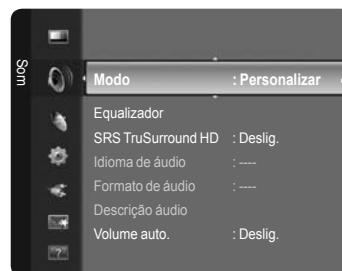 Som
Modo : Personalizar
Equalizador
SRS TruSurround HD : Deslig.
Idioma de áudio : ----
Formato de áudio : ----
Descrição áudio
Volume auto. : Deslig.